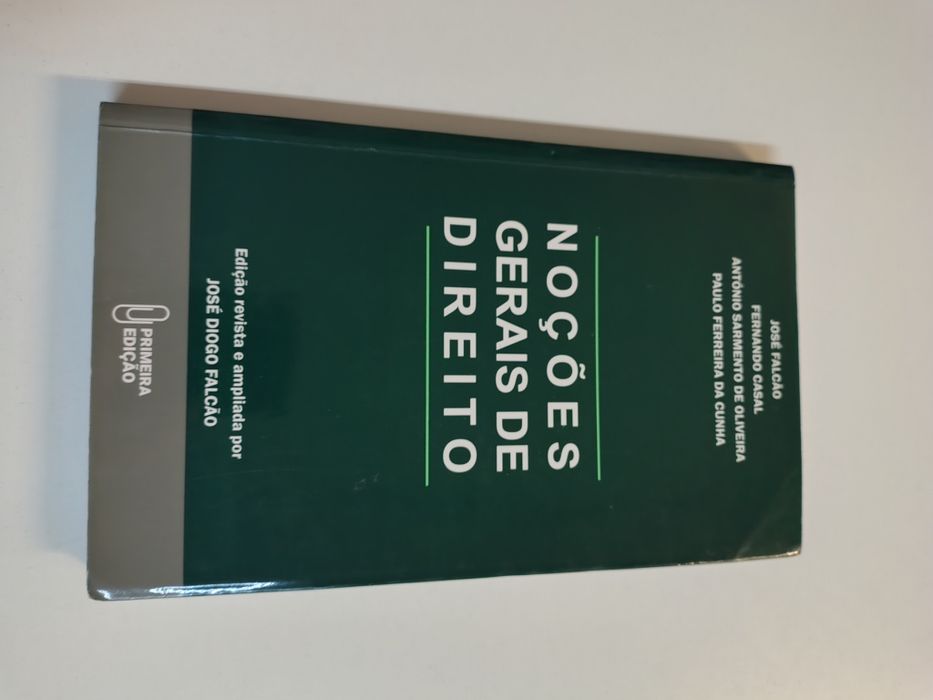 JOSÉ FALCÃO
FERNANDO CASAL
ANTÓNIO SARMENTO DE OLIVEIRA
PAULO FERREIRA DA CUNHA
NOÇÕES
GERAIS DE
DIREITO
Edição revista e ampliada por
JOSÉ DIOGO FALCÃO
PRIMEIRA
EDIÇÃO